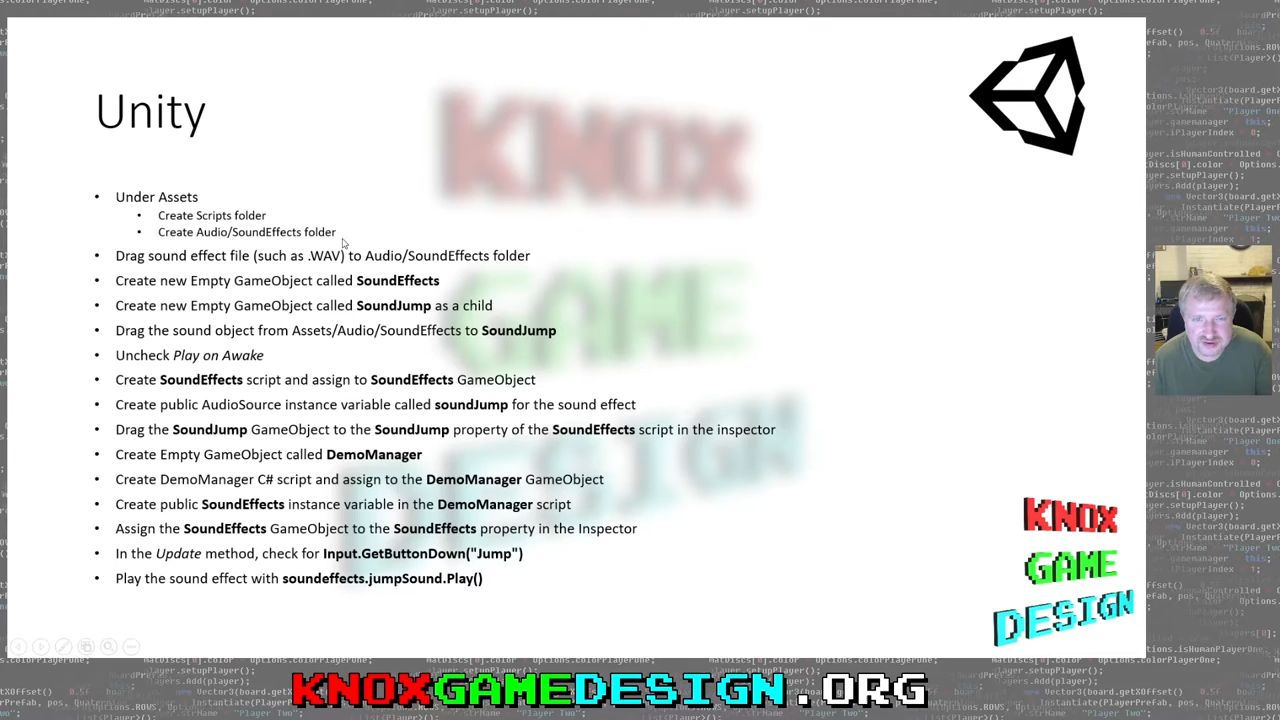 Unity
• Under Assets
• Create Scripts folder
• Create Audio/SoundEffects folder
• Drag sound effect file (such as .WAV) to Audio/SoundEffects folder
• Create new Empty GameObject called SoundEffects
• Create new Empty GameObject called SoundJump as a child
• Drag the sound object from Assets/Audio/SoundEffects to SoundJump
• Uncheck Play on Awake
• Create SoundEffects script and assign to SoundEffects GameObject
• Create public AudioSource instance variable called soundJump for the sound effect
• Drag the SoundJump GameObject to the SoundJump property of the SoundEffects script in the inspector
• Create Empty GameObject called DemoManager
• Create DemoManager C# script and assign to the DemoManager GameObject
• Create public SoundEffects instance variable in the DemoManager script
• Assign the SoundEffects GameObject to the SoundEffects property in the Inspector
• In the Update method, check for Input.GetButtonDown("Jump")
• Play the sound effect with soundeffects.jumpSound.Play()
KNOX
GAME
DESIGN
KNOX
GAME
DESIGN
KNOXGAMEDESIGN.ORG